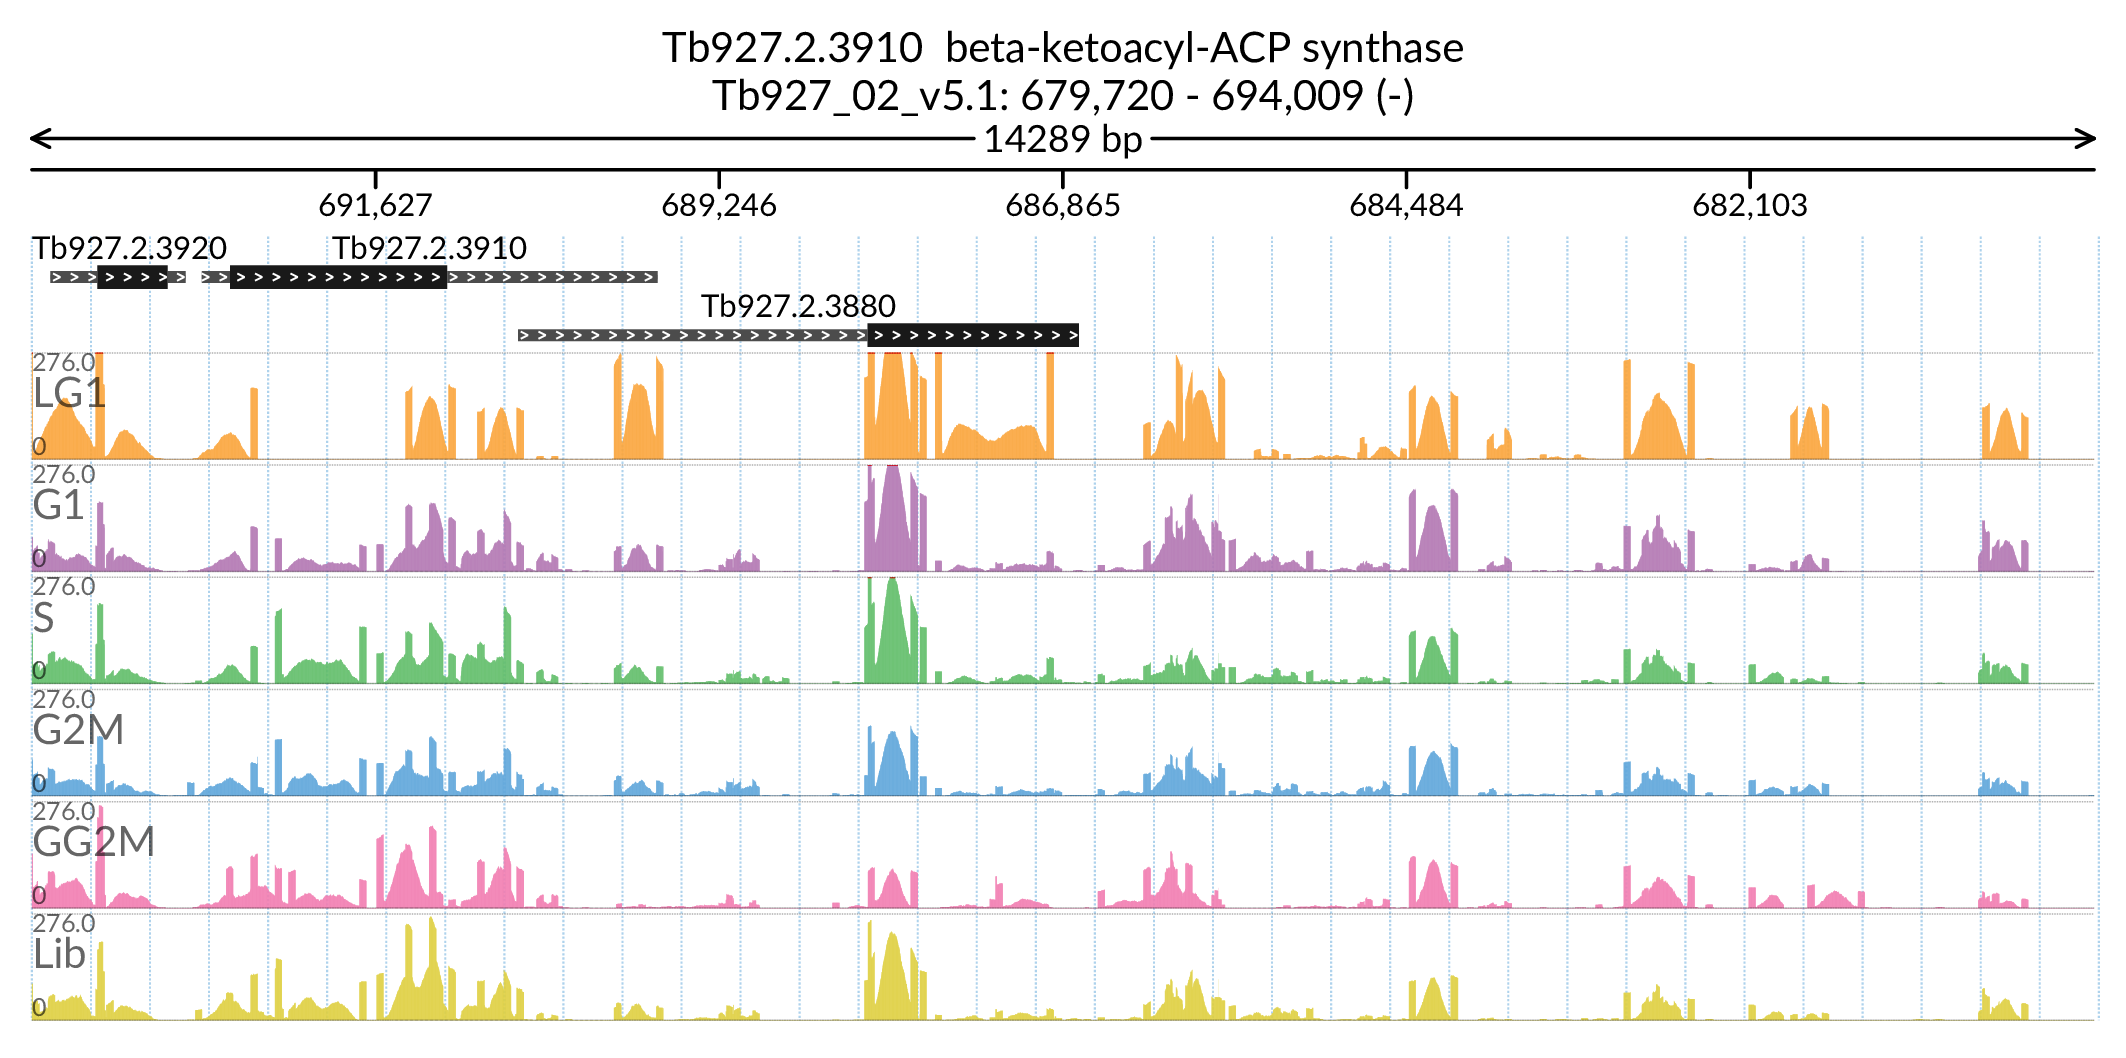 Tb927.2.3910 beta-ketoacyl-ACP synthase
Tb927_02_v5.1: 679,720 - 694,009 (-)
14289 bp
691,627 689,246 686,865 684,484 682,103
Tb927.2.3920 Tb927.2.3910
Tb927.2.3880
276.0
LG1
0
276.0
G1
0
276.0
S
0
276.0
G2M
0
276.0
GG2M
0
276.0
Lib
0